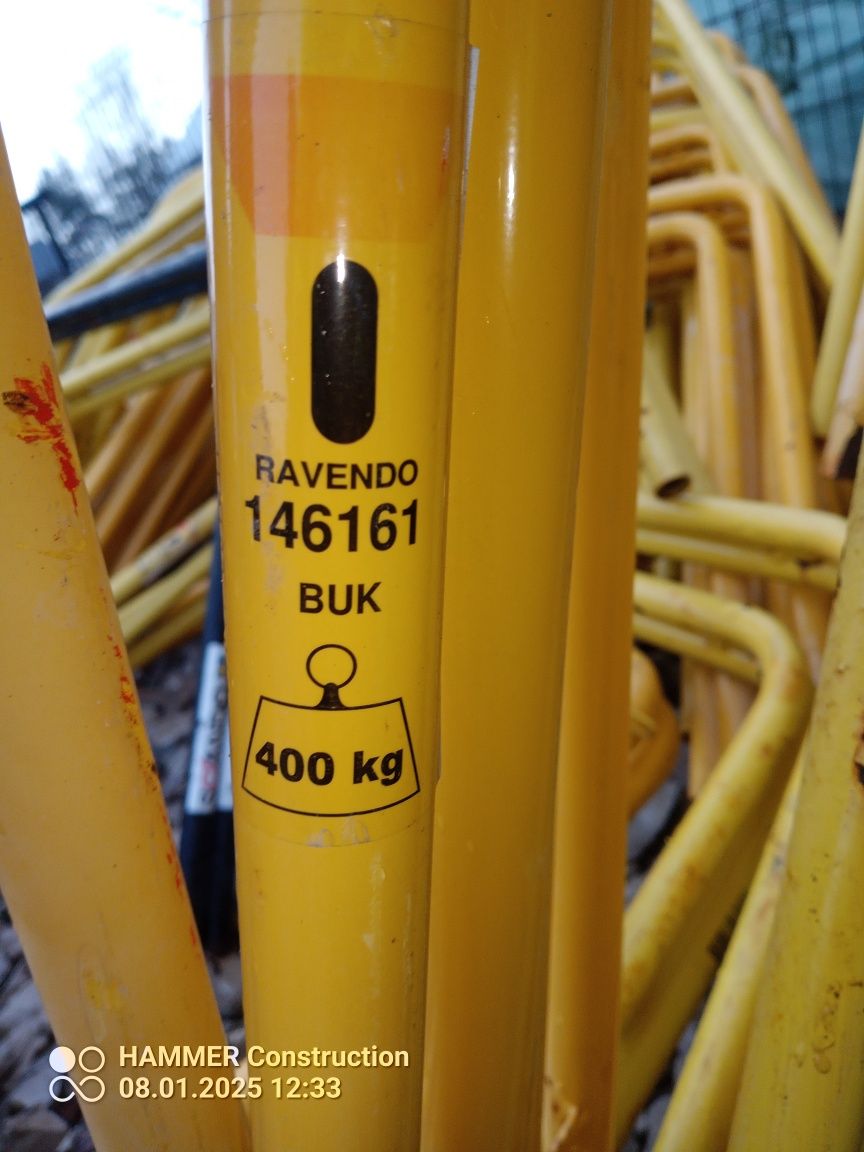 RAVENDO
146161
BUK
400 kg
HAMMER Construction
08.01.2025 12:33